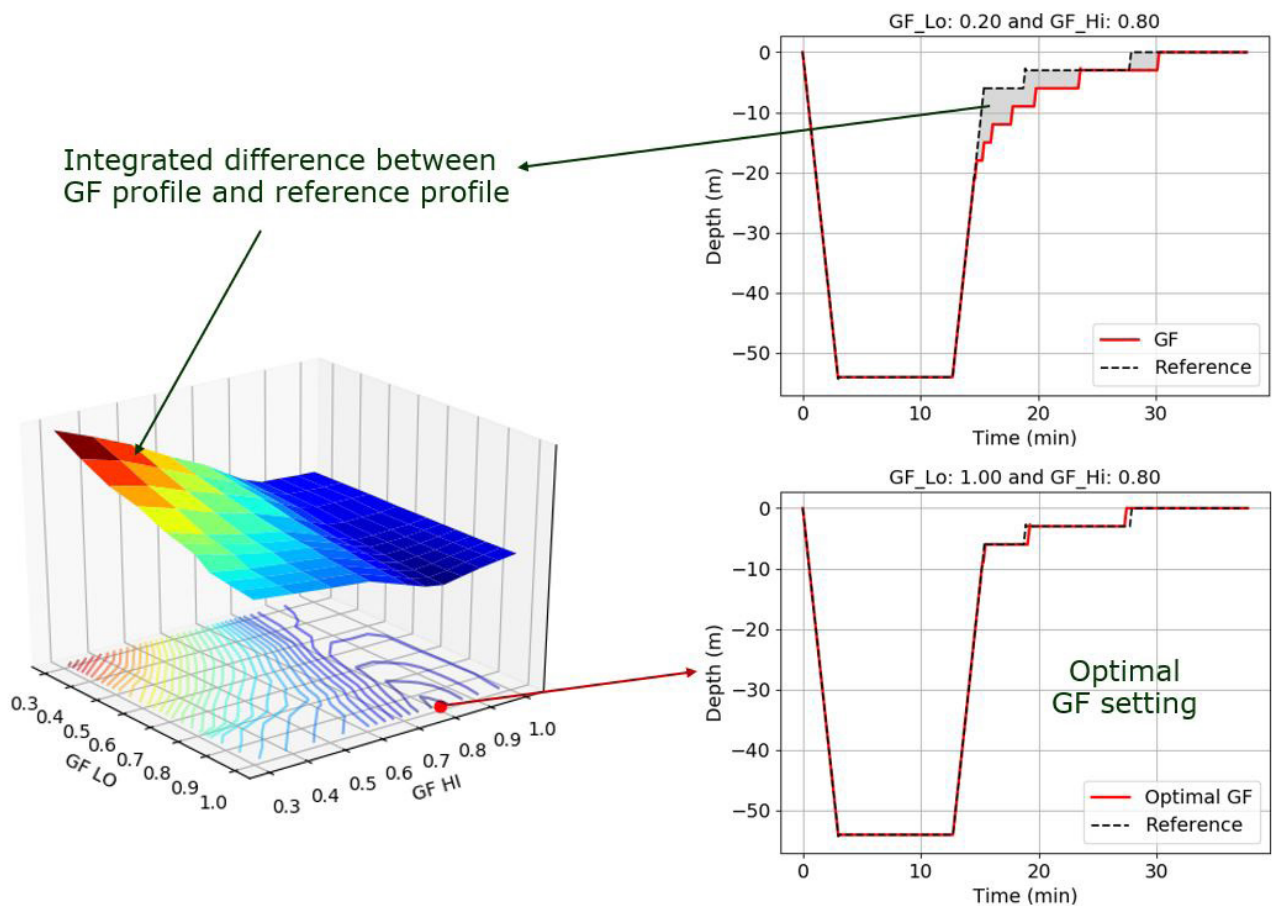 GF_Lo: 0.20 and GF_Hi: 0.80
0
−10
−20
−30
−40
−50
Depth (m)
GF
Reference
0
10
20
30
Time (min)
Integrated difference between
GF profile and reference profile
0.3
0.4
0.5
0.6
0.7
0.8
0.9
1.0
GF LO
0.3
0.4
0.5
0.6
0.7
0.8
0.9
1.0
GF HI
GF_Lo: 1.00 and GF_Hi: 0.80
0
−10
−20
−30
−40
−50
Depth (m)
Optimal
GF setting
Optimal GF
Reference
0
10
20
30
Time (min)